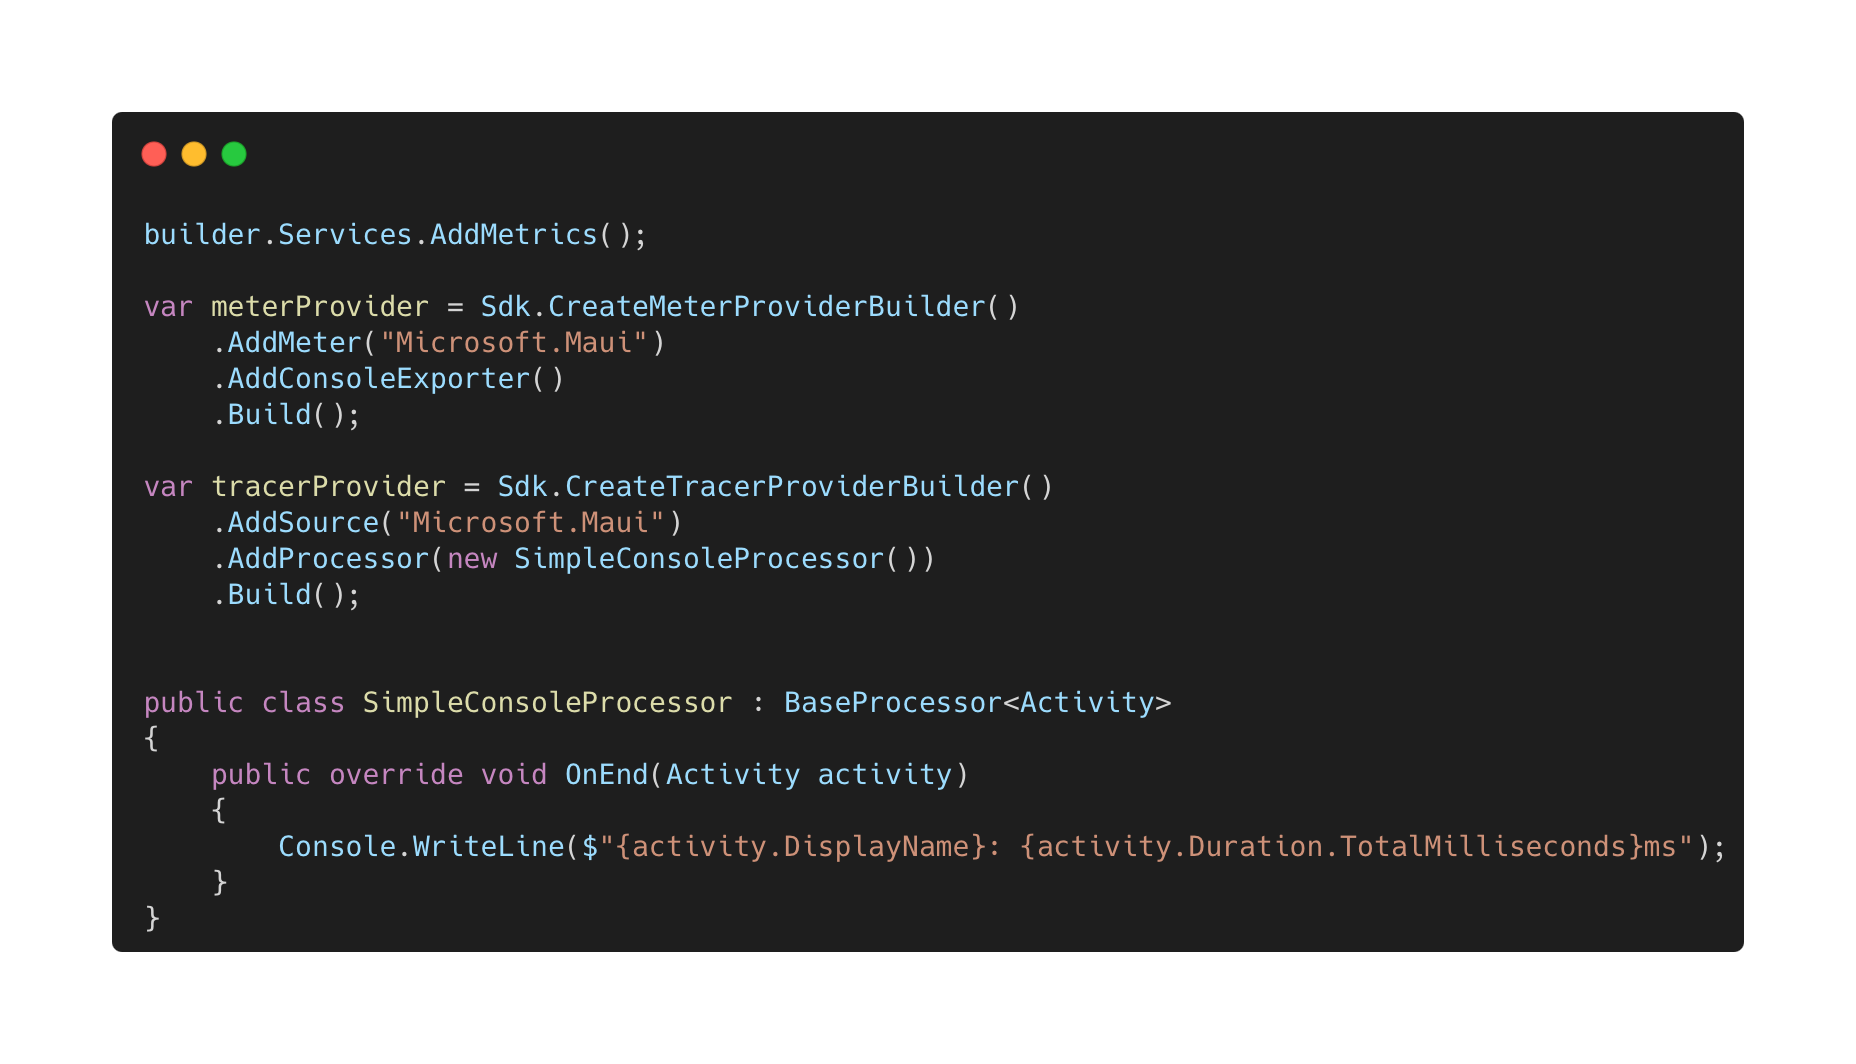 builder.Services.AddMetrics();
var meterProvider = Sdk.CreateMeterProviderBuilder()
    .AddMeter("Microsoft.Maui")
    .AddConsoleExporter()
    .Build();
var tracerProvider = Sdk.CreateTracerProviderBuilder()
    .AddSource("Microsoft.Maui")
    .AddProcessor(new SimpleConsoleProcessor())
    .Build();
public class SimpleConsoleProcessor : BaseProcessor<Activity>
{
    public override void OnEnd(Activity activity)
    {
        Console.WriteLine($"{activity.DisplayName}: {activity.Duration.TotalMilliseconds}ms");
    }
}